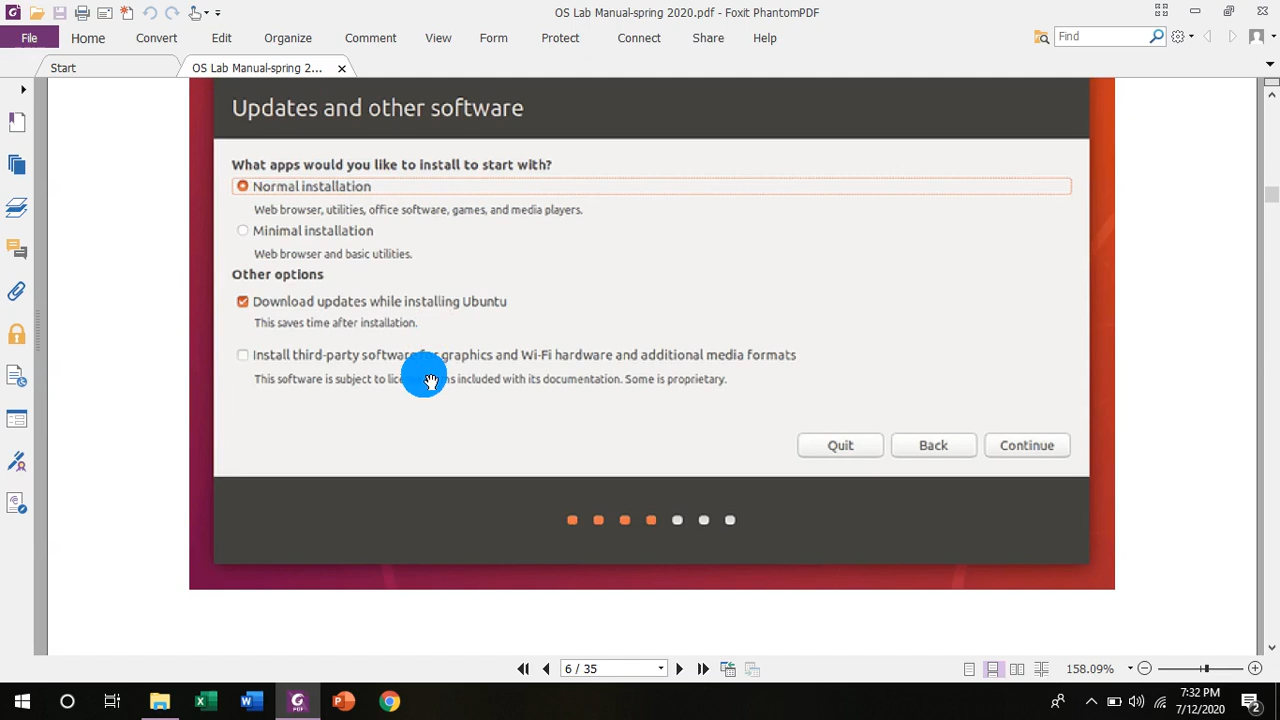 OS Lab Manual-spring 2020.pdf - Foxit PhantomPDF
File Home Convert Edit Organize Comment View Form Protect Connect Share Help Find
Start OS Lab Manual-spring 2...
Updates and other software
What apps would you like to install to start with?
Normal installation
Web browser, utilities, office software, games, and media players.
Minimal installation
Web browser and basic utilities.
Other options
Download updates while installing Ubuntu
This saves time after installation.
Install third-party software graphics and Wi-Fi hardware and additional media formats
This software is subject to included with its documentation. Some is proprietary.
Quit Back Continue
6 / 35 158.09%
7:32 PM
7/12/2020
2